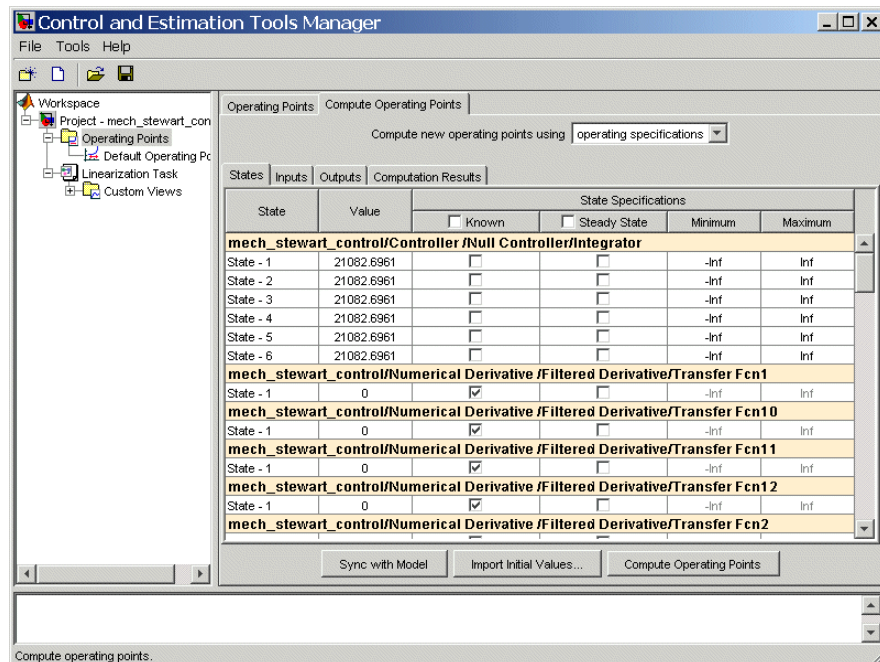 Control and Estimation Tools Manager
File Tools Help
Workspace
Project - mech_stewart_con
Operating Points
Default Operating Pc
Linearization Task
Custom Views
Operating Points Compute Operating Points
Compute new operating points using operating specifications
States Inputs Outputs Computation Results
State Value State Specifications
Known Steady State Minimum Maximum
mech_stewart_control/Controller /Null Controller/Integrator
State - 1 21082.6961 -Inf Inf
State - 2 21082.6961 -Inf Inf
State - 3 21082.6961 -Inf Inf
State - 4 21082.6961 -Inf Inf
State - 5 21082.6961 -Inf Inf
State - 6 21082.6961 -Inf Inf
mech_stewart_control/Numerical Derivative /Filtered Derivative/Transfer Fcn1
State - 1 0 -Inf Inf
mech_stewart_control/Numerical Derivative /Filtered Derivative/Transfer Fcn10
State - 1 0 -Inf Inf
mech_stewart_control/Numerical Derivative /Filtered Derivative/Transfer Fcn11
State - 1 0 -Inf Inf
mech_stewart_control/Numerical Derivative /Filtered Derivative/Transfer Fcn12
State - 1 0 -Inf Inf
mech_stewart_control/Numerical Derivative /Filtered Derivative/Transfer Fcn2
Sync with Model Import Initial Values... Compute Operating Points
Compute operating points.